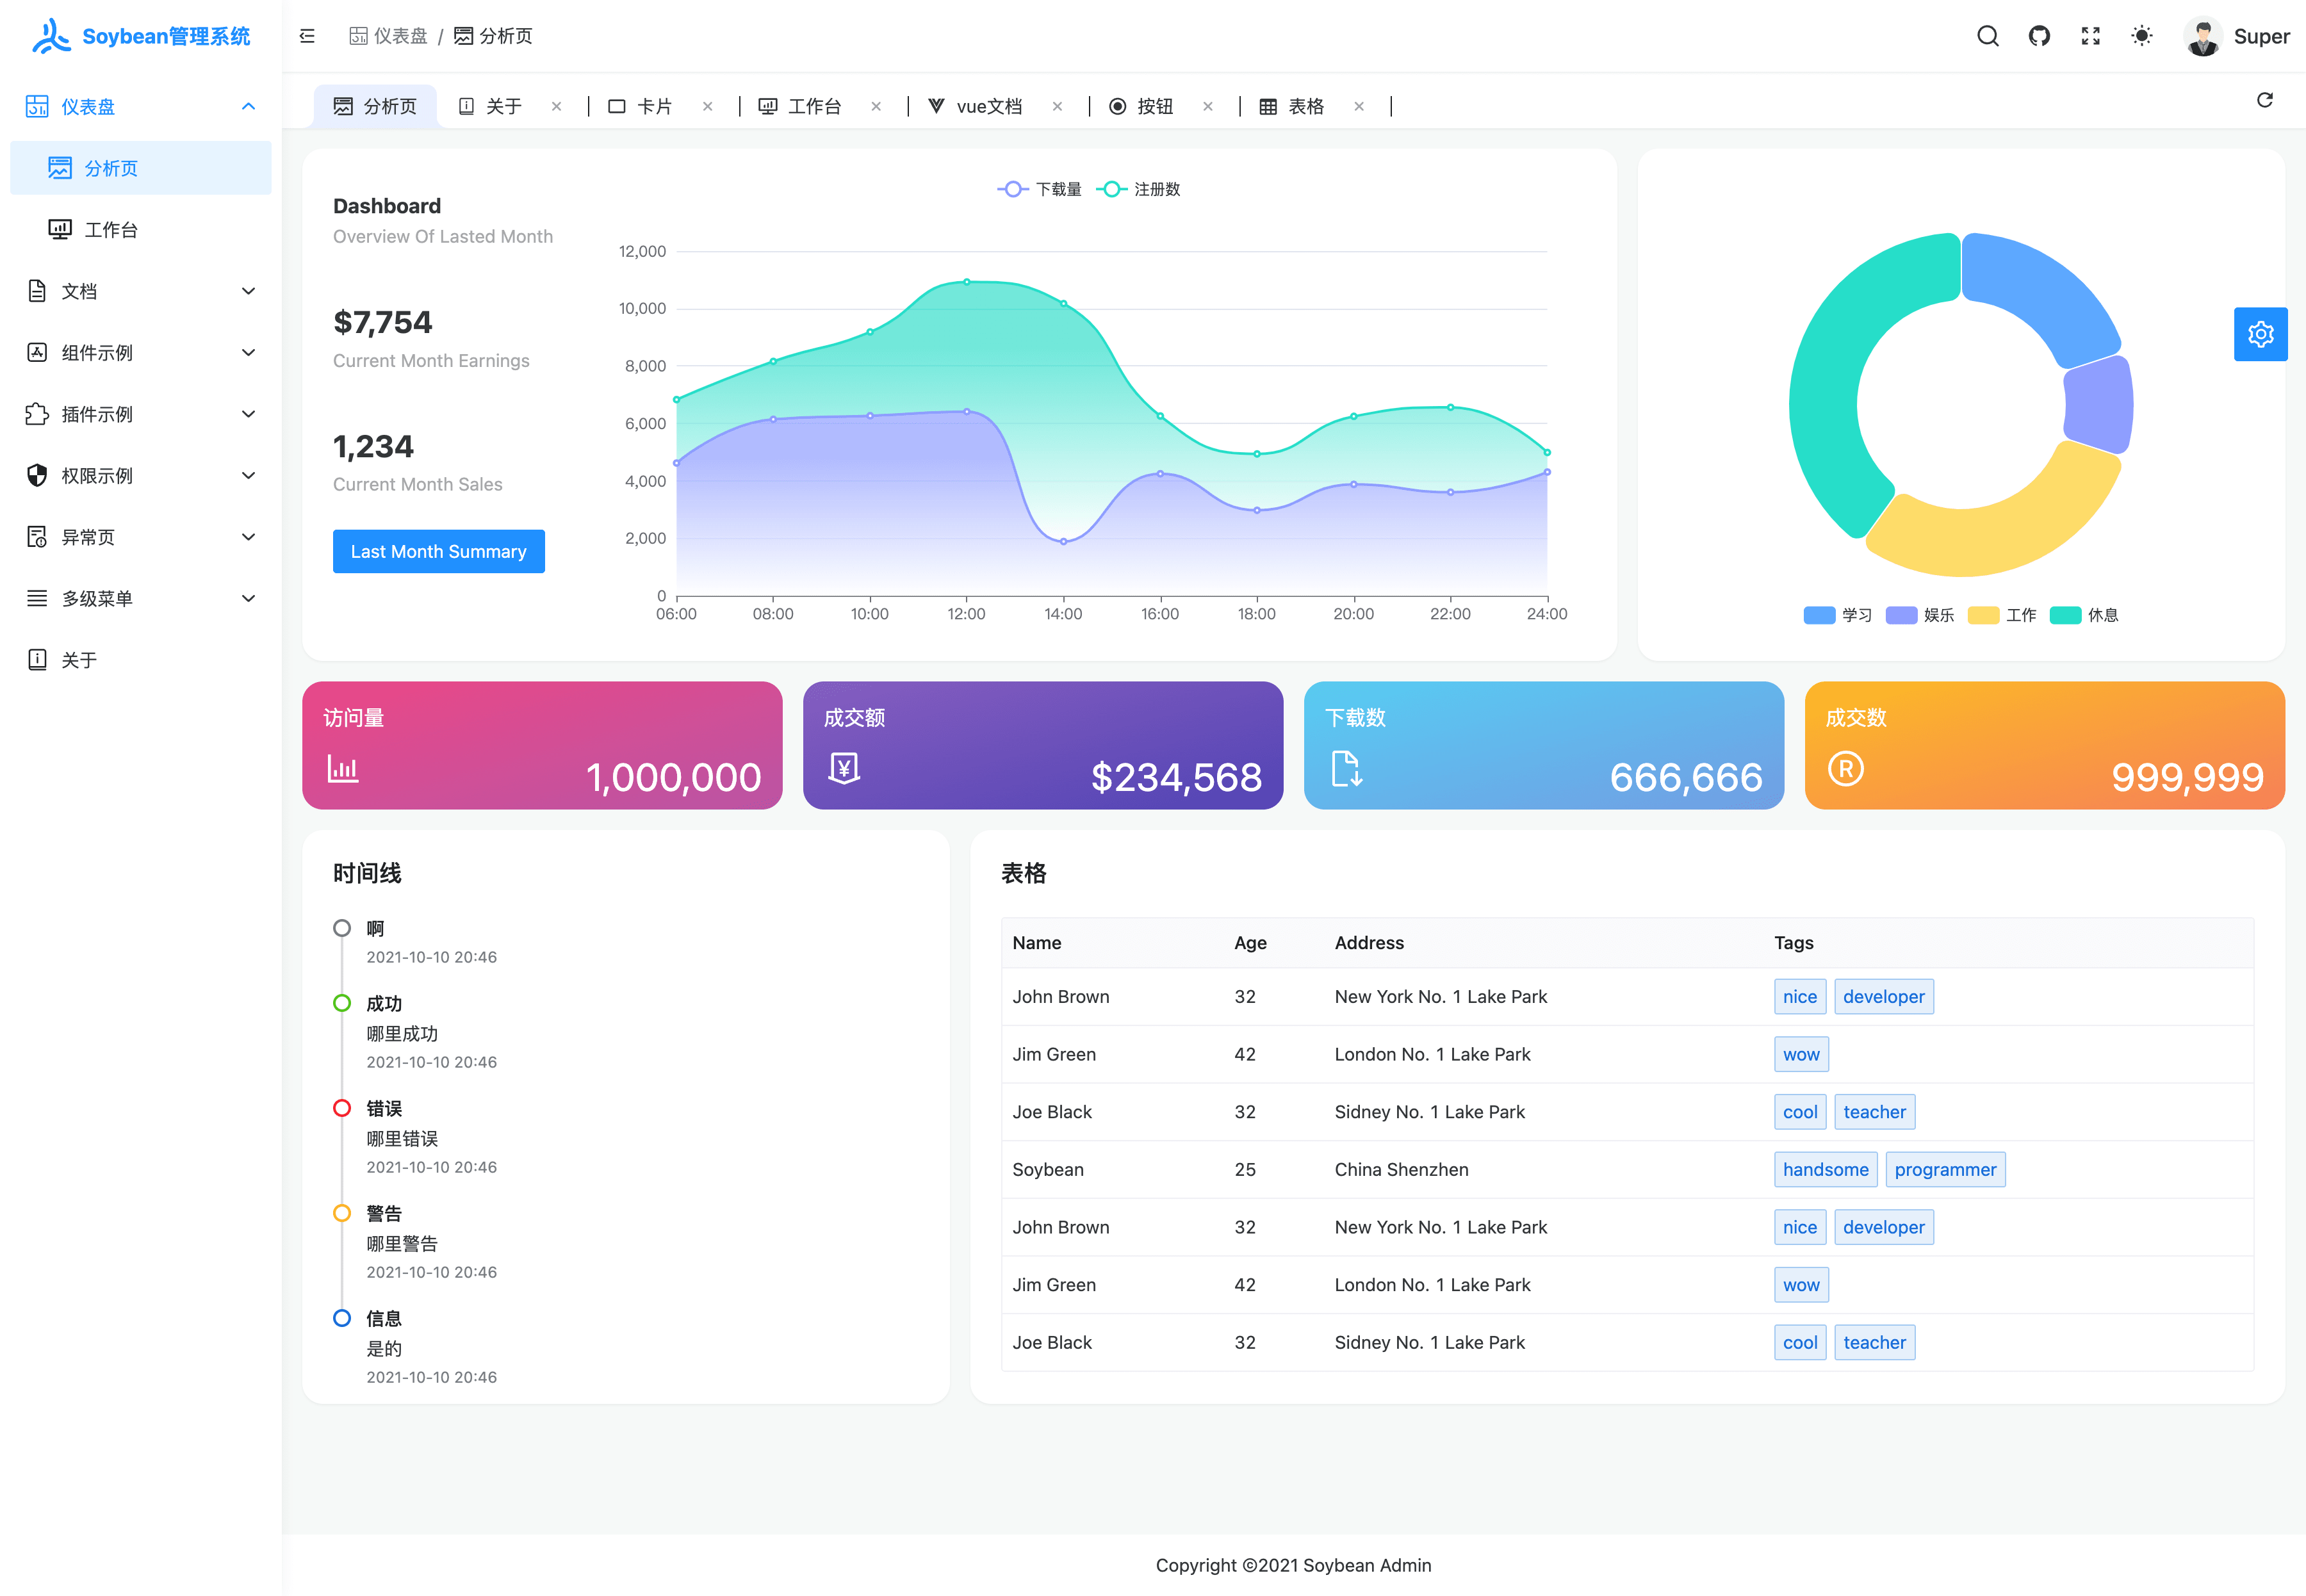 Soybean管理系统
仪表盘 / 分析页
Super
仪表盘
分析页
工作台
文档
组件示例
插件示例
权限示例
异常页
多级菜单
关于
分析页
关于
卡片
工作台
vue文档
按钮
表格
Dashboard
Overview Of Lasted Month
$7,754
Current Month Earnings
1,234
Current Month Sales
Last Month Summary
下载量 注册数
12,000
10,000
8,000
6,000
4,000
2,000
0
06:00 08:00 10:00 12:00 14:00 16:00 18:00 20:00 22:00 24:00
学习 娱乐 工作 休息
访问量
1,000,000
成交额
¥
$234,568
下载数
666,666
成交数
R
999,999
时间线
啊
2021-10-10 20:46
成功
哪里成功
2021-10-10 20:46
错误
哪里错误
2021-10-10 20:46
警告
哪里警告
2021-10-10 20:46
信息
是的
2021-10-10 20:46
表格
Name Age Address Tags
John Brown 32 New York No. 1 Lake Park nice developer
Jim Green 42 London No. 1 Lake Park wow
Joe Black 32 Sidney No. 1 Lake Park cool teacher
Soybean 25 China Shenzhen handsome programmer
John Brown 32 New York No. 1 Lake Park nice developer
Jim Green 42 London No. 1 Lake Park wow
Joe Black 32 Sidney No. 1 Lake Park cool teacher
Copyright ©2021 Soybean Admin